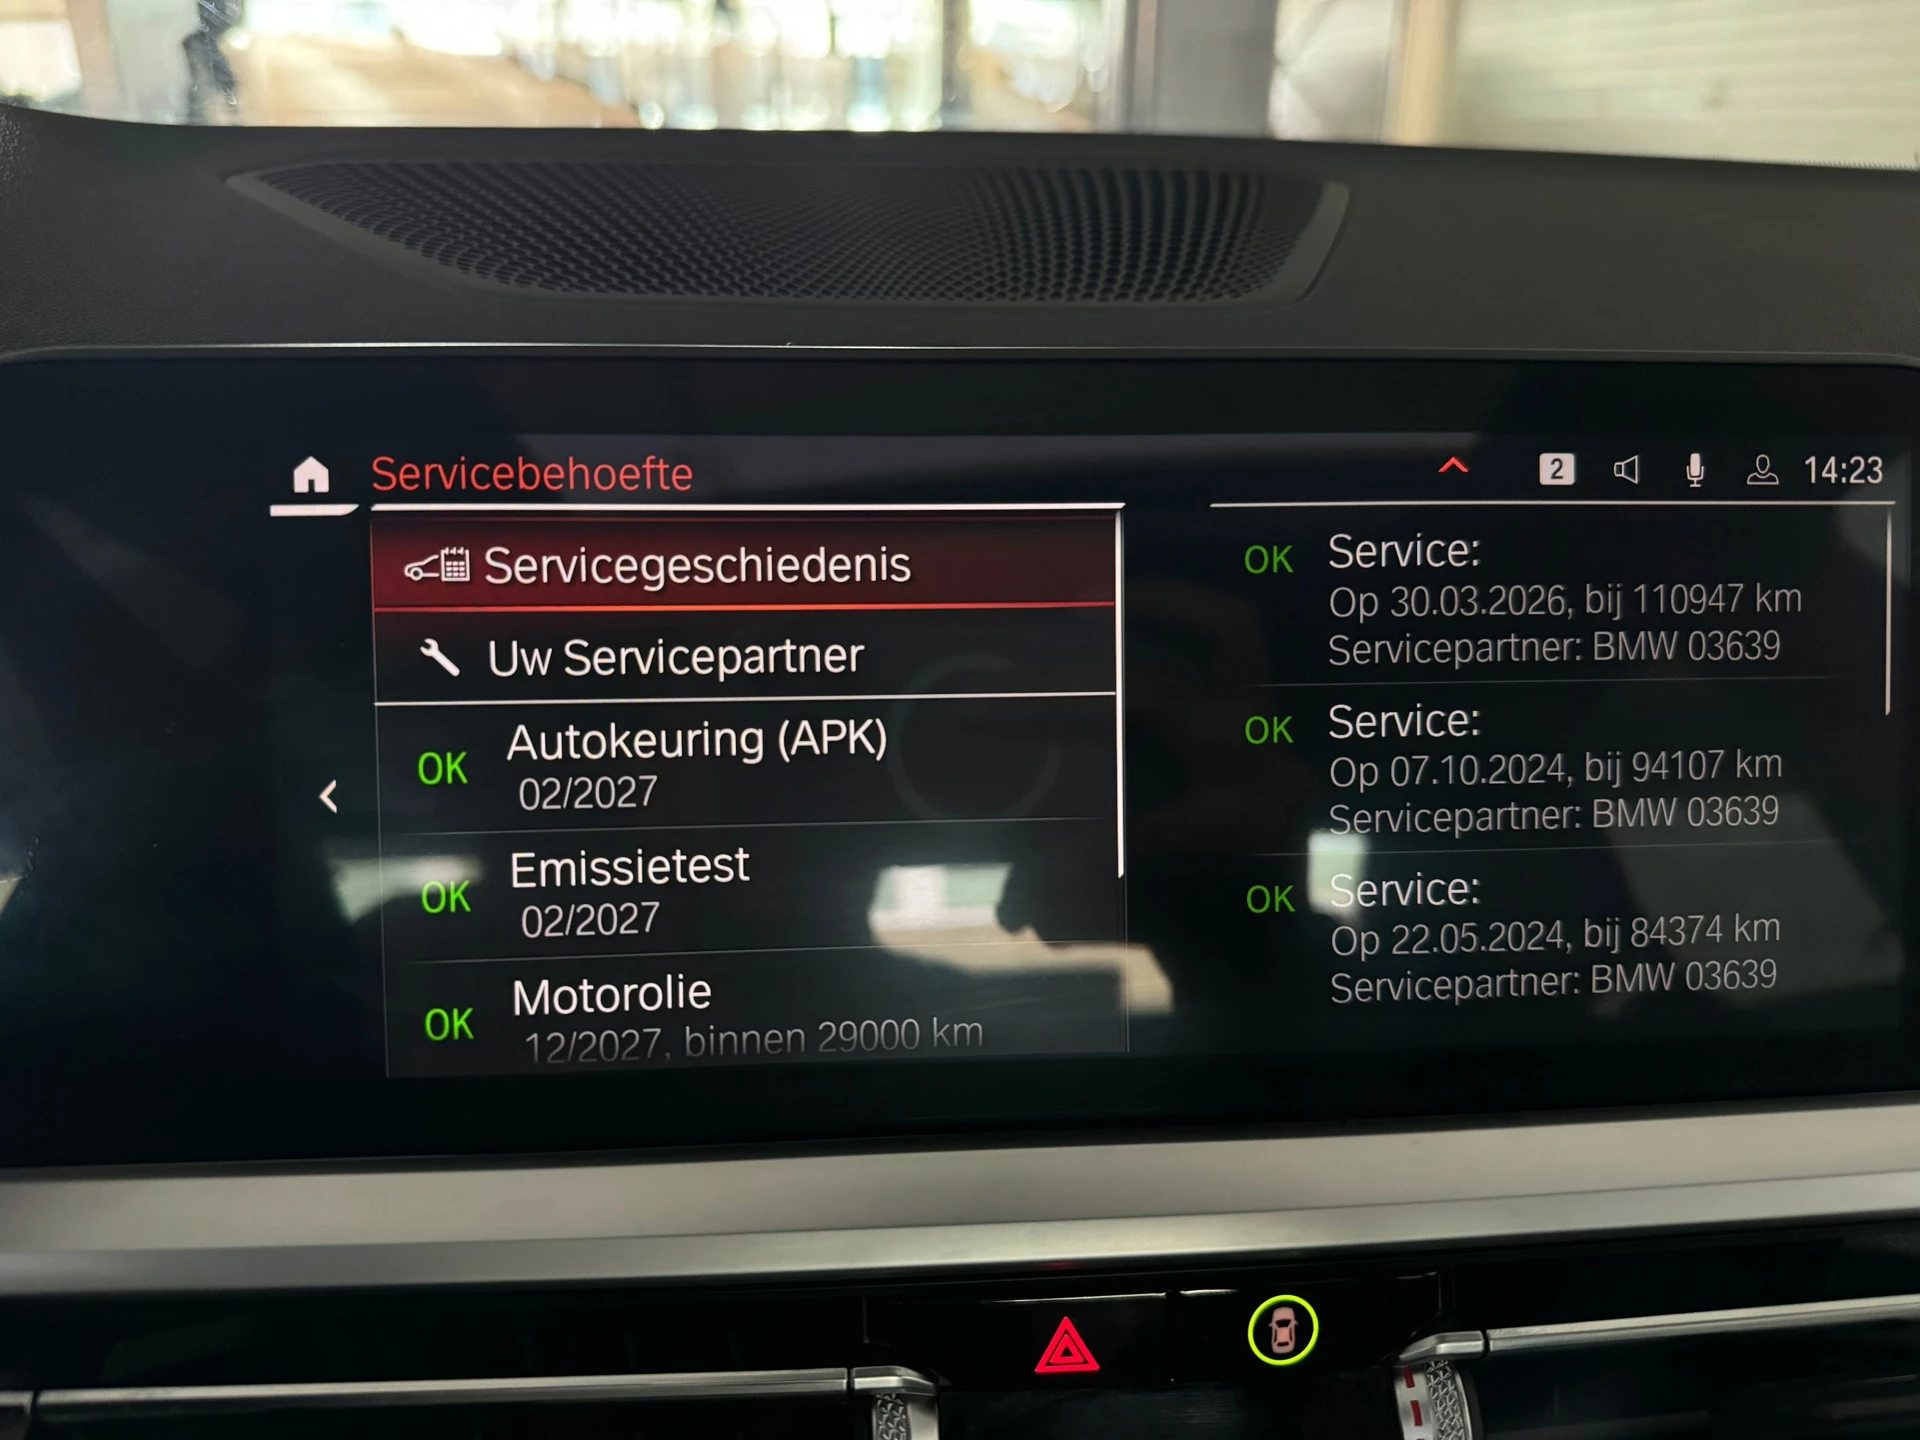 Servicebehoefte
2
14:23
Servicegeschiedenis
Uw Servicepartner
OK Autokeuring (APK)
02/2027
OK Emissietest
02/2027
OK Motorolie
12/2027, binnen 29000 km
OK Service:
Op 30.03.2026, bij 110947 km
Servicepartner: BMW 03639
OK Service:
Op 07.10.2024, bij 94107 km
Servicepartner: BMW 03639
OK Service:
Op 22.05.2024, bij 84374 km
Servicepartner: BMW 03639